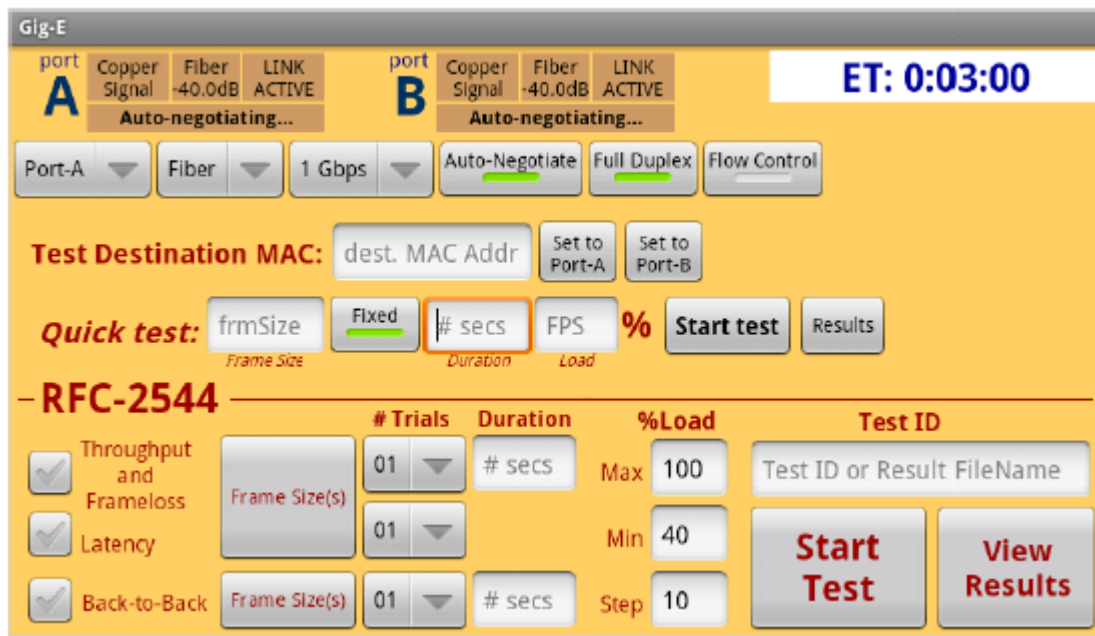 Gig-E
port A
Copper Signal
Fiber -40.0dB
LINK ACTIVE
Auto-negotiating...
port B
Copper Signal
Fiber -40.0dB
LINK ACTIVE
Auto-negotiating...
ET: 0:03:00
Port-A
Fiber
1 Gbps
Auto-Negotiate
Full Duplex
Flow Control
Test Destination MAC:
dest. MAC Addr
Set to Port-A
Set to Port-B
Quick test:
frmSize
Fixed
# secs
FPS
%
Start test
Results
Frame Size
Duration
Load
RFC-2544
# Trials
Duration
%Load
Test ID
Throughput
and
Frameloss
Frame Size(s)
01
# secs
Max 100
Test ID or Result FileName
Latency
01
Min 40
Start
Test
View
Results
Back-to-Back
Frame Size(s)
01
# secs
Step 10